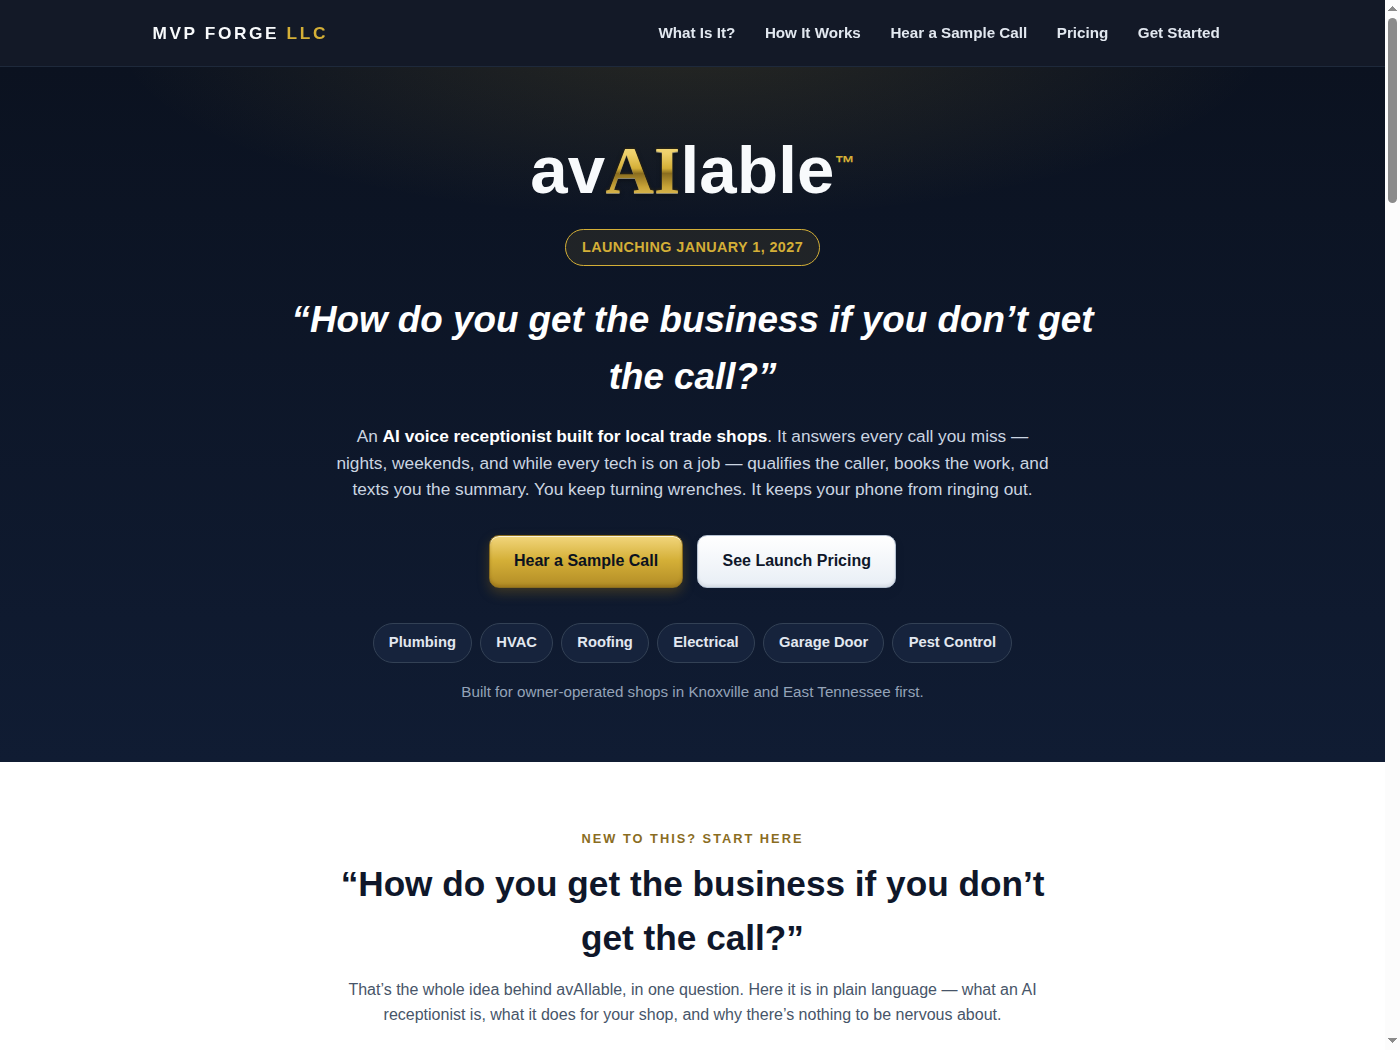 MVP FORGE LLC
What Is It? How It Works Hear a Sample Call Pricing Get Started
avAIlable™
LAUNCHING JANUARY 1, 2027
“How do you get the business if you don’t get
the call?”
An AI voice receptionist built for local trade shops. It answers every call you miss —
nights, weekends, and while every tech is on a job — qualifies the caller, books the work, and
texts you the summary. You keep turning wrenches. It keeps your phone from ringing out.
Hear a Sample Call See Launch Pricing
Plumbing HVAC Roofing Electrical Garage Door Pest Control
Built for owner-operated shops in Knoxville and East Tennessee first.
NEW TO THIS? START HERE
“How do you get the business if you don’t
get the call?”
That’s the whole idea behind avAIlable, in one question. Here it is in plain language — what an AI
receptionist is, what it does for your shop, and why there’s nothing to be nervous about.